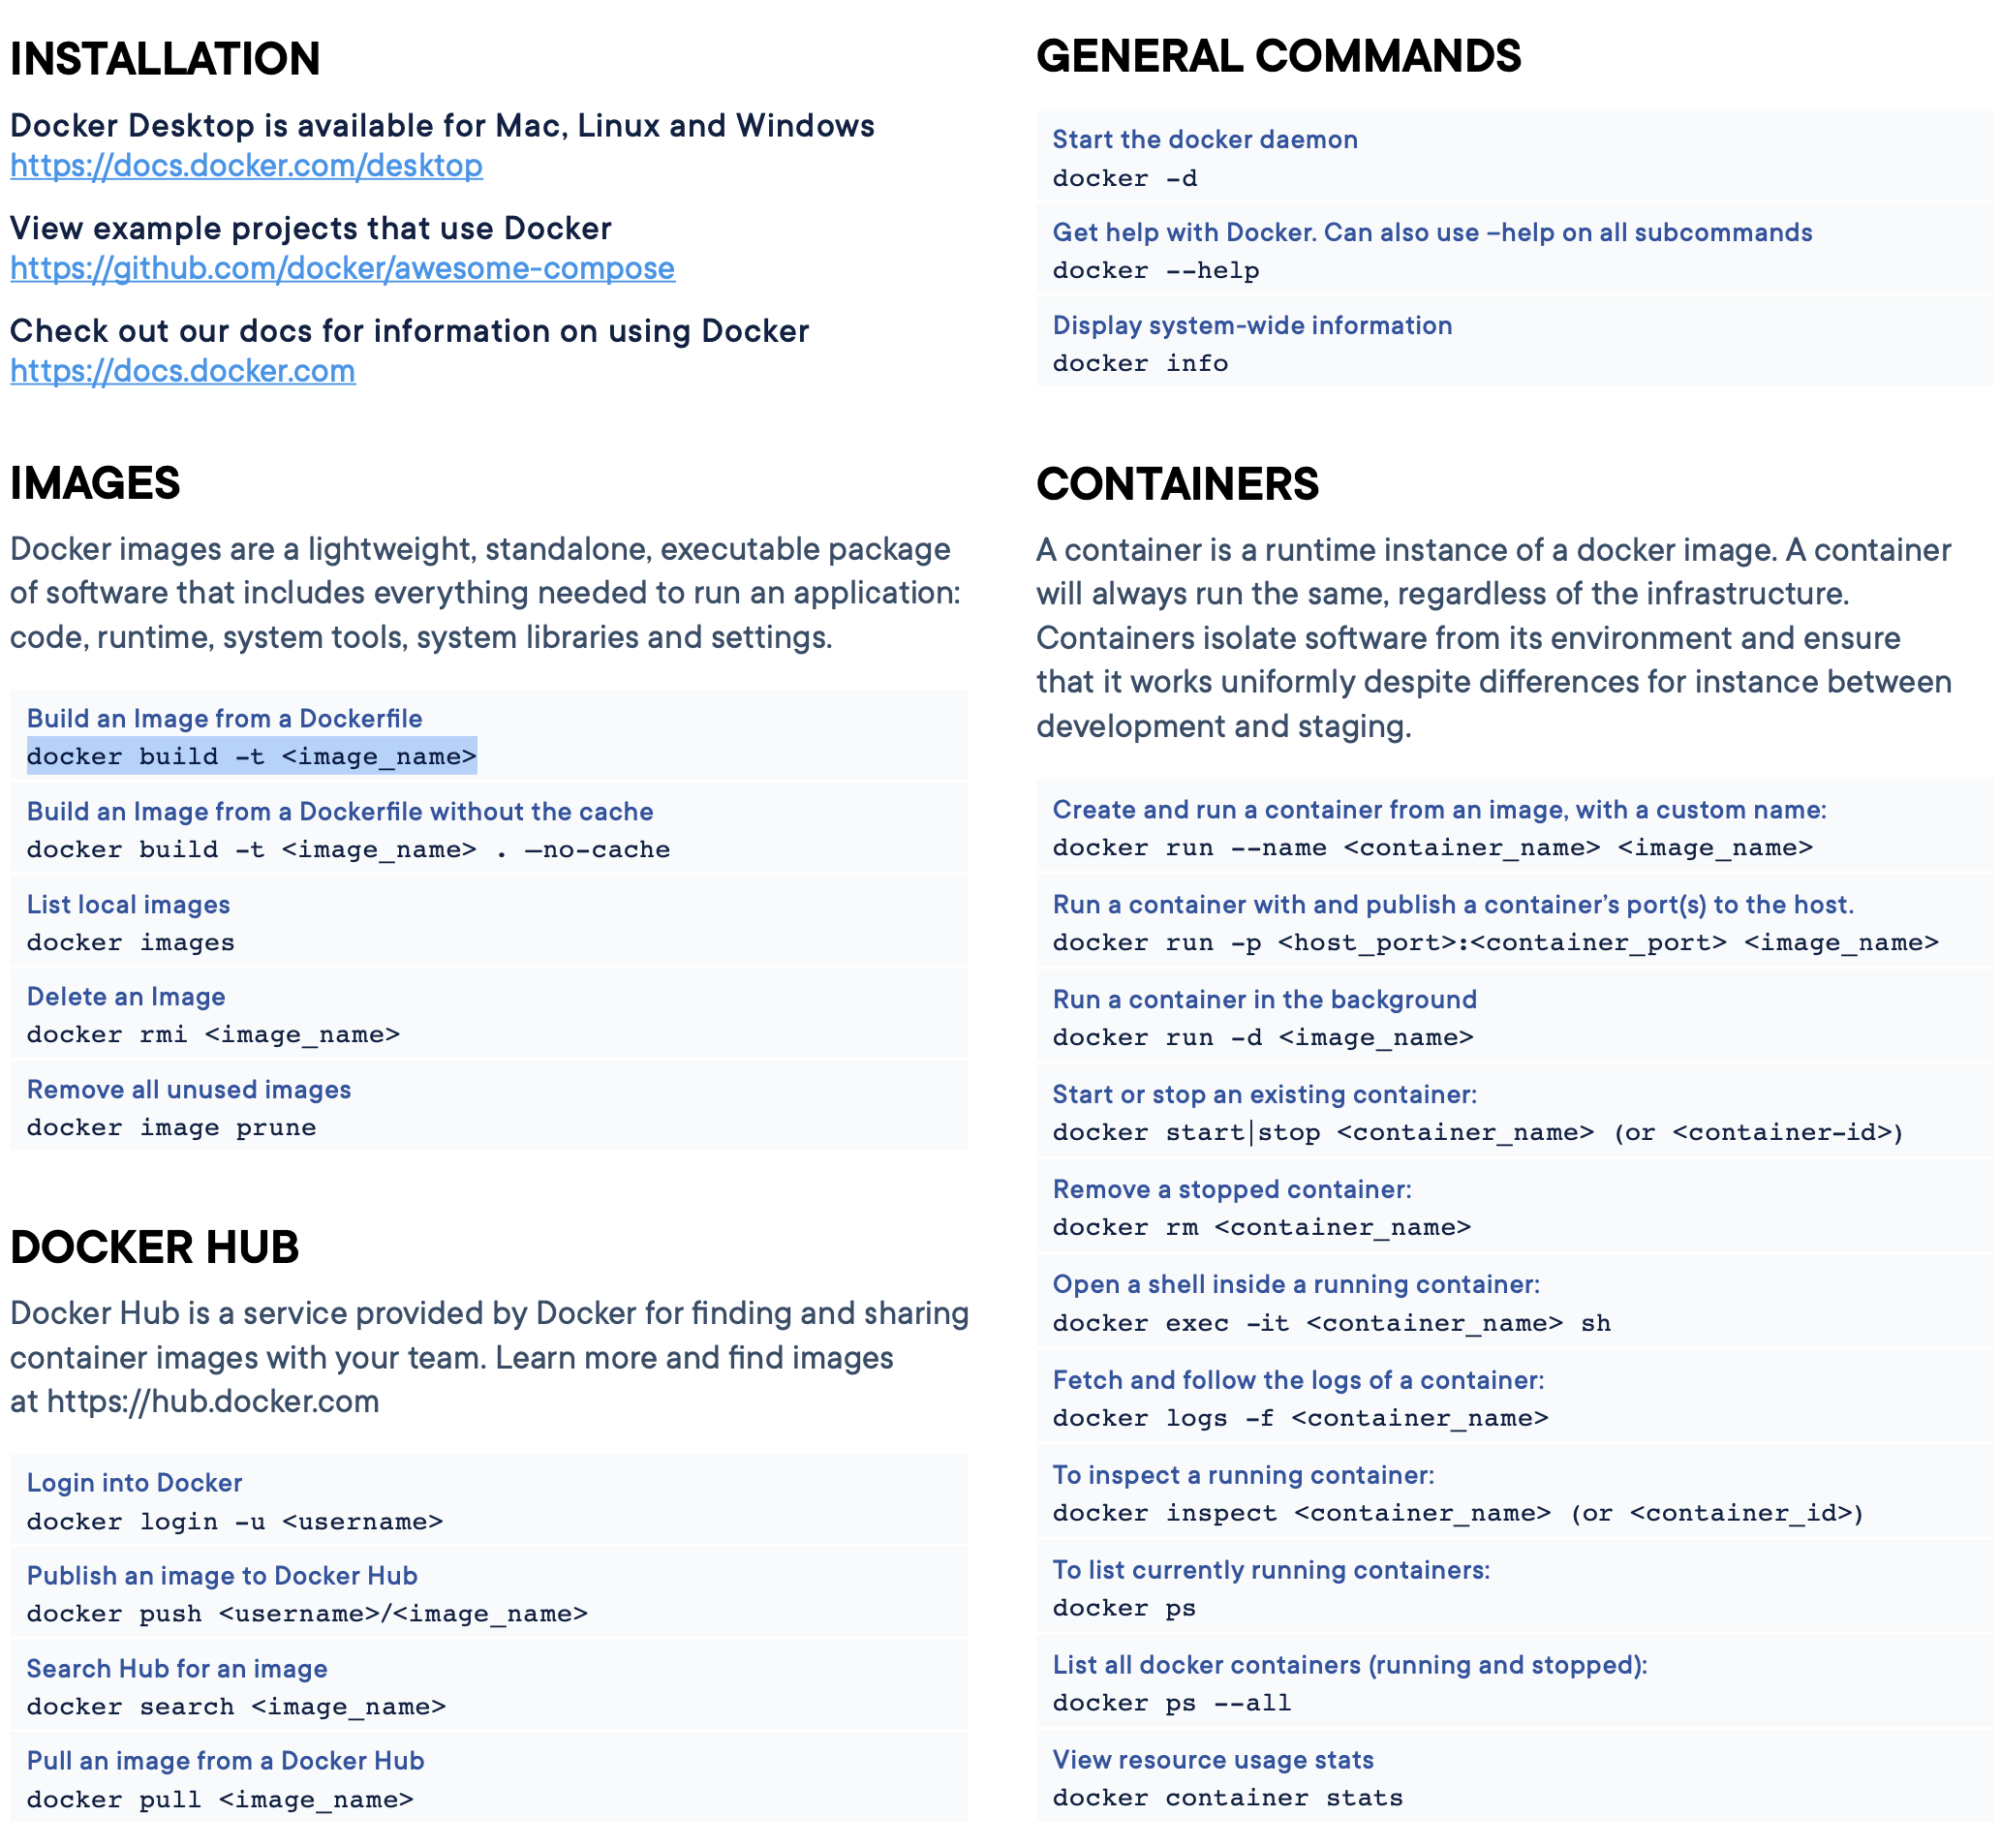 INSTALLATION
Docker Desktop is available for Mac, Linux and Windows
https://docs.docker.com/desktop
View example projects that use Docker
https://github.com/docker/awesome-compose
Check out our docs for information on using Docker
https://docs.docker.com
IMAGES
Docker images are a lightweight, standalone, executable package
of software that includes everything needed to run an application:
code, runtime, system tools, system libraries and settings.
Build an Image from a Dockerfile
docker build -t <image_name>
Build an Image from a Dockerfile without the cache
docker build -t <image_name> . —no-cache
List local images
docker images
Delete an Image
docker rmi <image_name>
Remove all unused images
docker image prune
DOCKER HUB
Docker Hub is a service provided by Docker for finding and sharing
container images with your team. Learn more and find images
at https://hub.docker.com
Login into Docker
docker login -u <username>
Publish an image to Docker Hub
docker push <username>/<image_name>
Search Hub for an image
docker search <image_name>
Pull an image from a Docker Hub
docker pull <image_name>
GENERAL COMMANDS
Start the docker daemon
docker -d
Get help with Docker. Can also use –help on all subcommands
docker --help
Display system-wide information
docker info
CONTAINERS
A container is a runtime instance of a docker image. A container
will always run the same, regardless of the infrastructure.
Containers isolate software from its environment and ensure
that it works uniformly despite differences for instance between
development and staging.
Create and run a container from an image, with a custom name:
docker run --name <container_name> <image_name>
Run a container with and publish a container’s port(s) to the host.
docker run -p <host_port>:<container_port> <image_name>
Run a container in the background
docker run -d <image_name>
Start or stop an existing container:
docker start|stop <container_name> (or <container-id>)
Remove a stopped container:
docker rm <container_name>
Open a shell inside a running container:
docker exec -it <container_name> sh
Fetch and follow the logs of a container:
docker logs -f <container_name>
To inspect a running container:
docker inspect <container_name> (or <container_id>)
To list currently running containers:
docker ps
List all docker containers (running and stopped):
docker ps --all
View resource usage stats
docker container stats